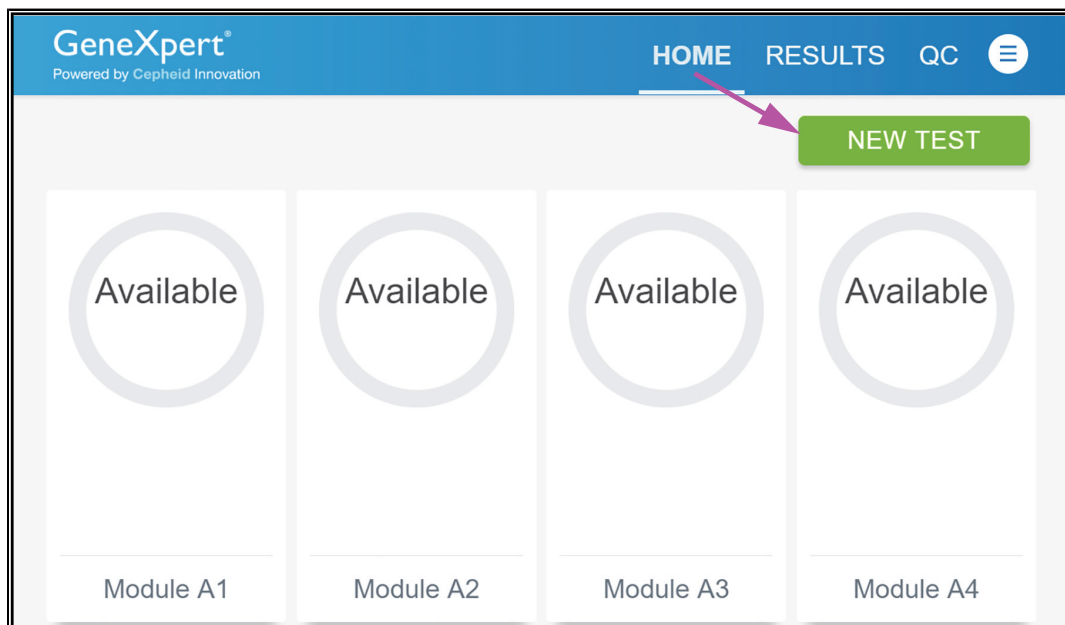 GeneXpert®
Powered by Cepheid Innovation
HOME RESULTS QC
NEW TEST
Available Available Available Available
Module A1 Module A2 Module A3 Module A4